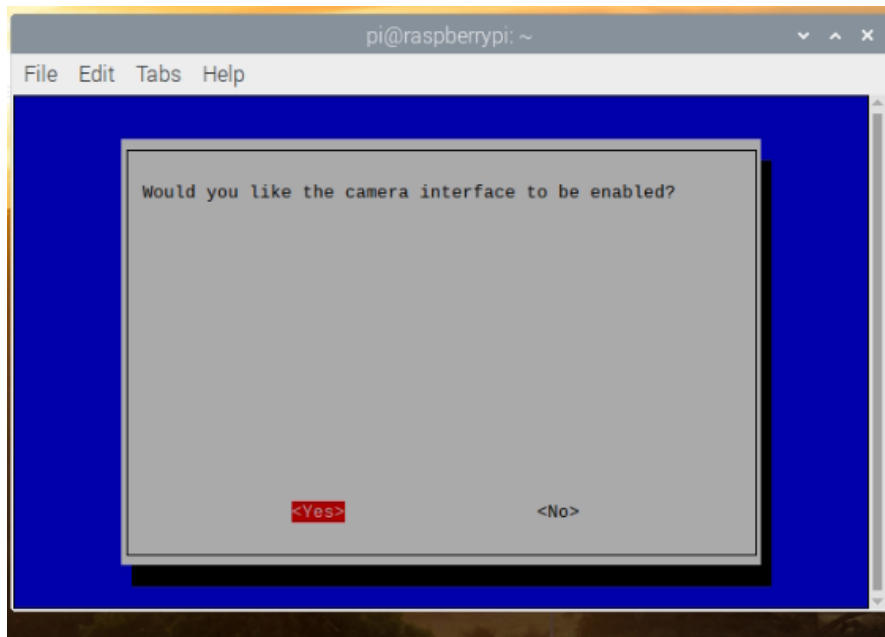 pi@raspberrypi: ~
File Edit Tabs Help
Would you like the camera interface to be enabled?
<Yes> <No>